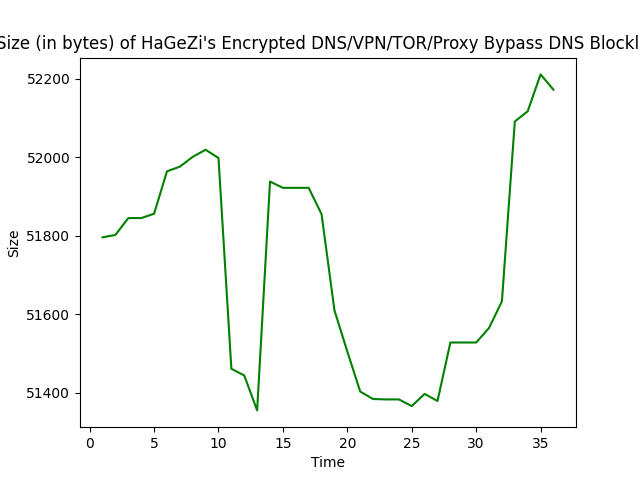 Size (in bytes) of HaGeZi's Encrypted DNS/VPN/TOR/Proxy Bypass DNS Blockl
52200
52000
51800
51600
51400
Size
0 5 10 15 20 25 30 35
Time